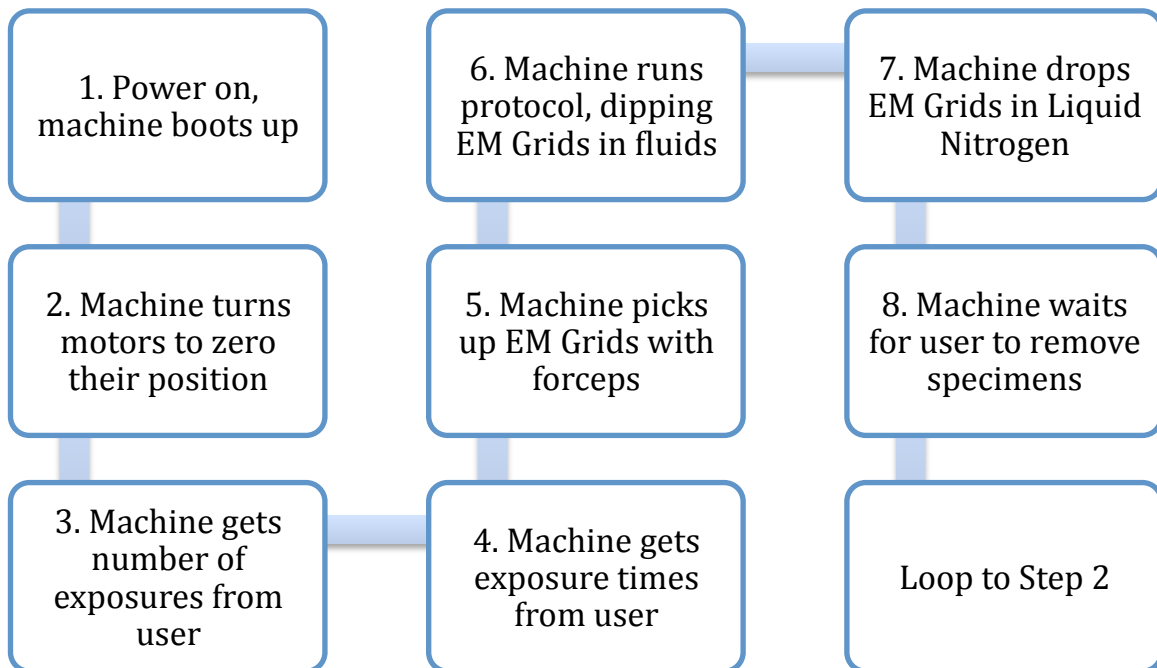 1. Power on,
machine boots up
2. Machine turns
motors to zero
their position
3. Machine gets
number of
exposures from
user
4. Machine gets
exposure times
from user
5. Machine picks
up EM Grids with
forceps
6. Machine runs
protocol, dipping
EM Grids in fluids
7. Machine drops
EM Grids in Liquid
Nitrogen
8. Machine waits
for user to remove
specimens
Loop to Step 2